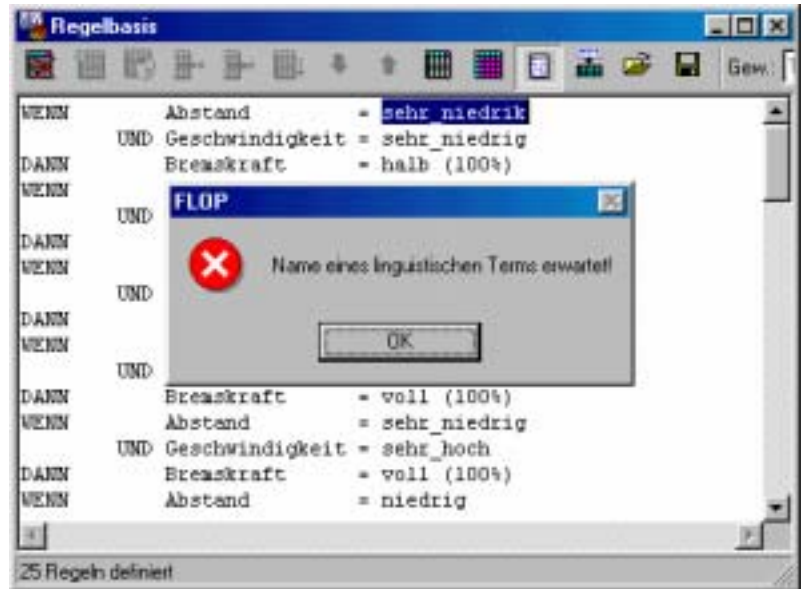 Regelbasis
Gew.:
WENN Abstand = sehr_niedrik
UND Geschwindigkeit = sehr_niedrig
DANN Bremskraft = halb (100%)
WENN
UND
DANN
WENN
UND
DANN
WENN
UND
FLOP
Name eines linguistischen Terms erwartet!
OK
DANN Bremskraft = voll (100%)
WENN Abstand = sehr_niedrig
UND Geschwindigkeit = sehr_hoch
DANN Bremskraft = voll (100%)
WENN Abstand = niedrig
25 Regeln definiert